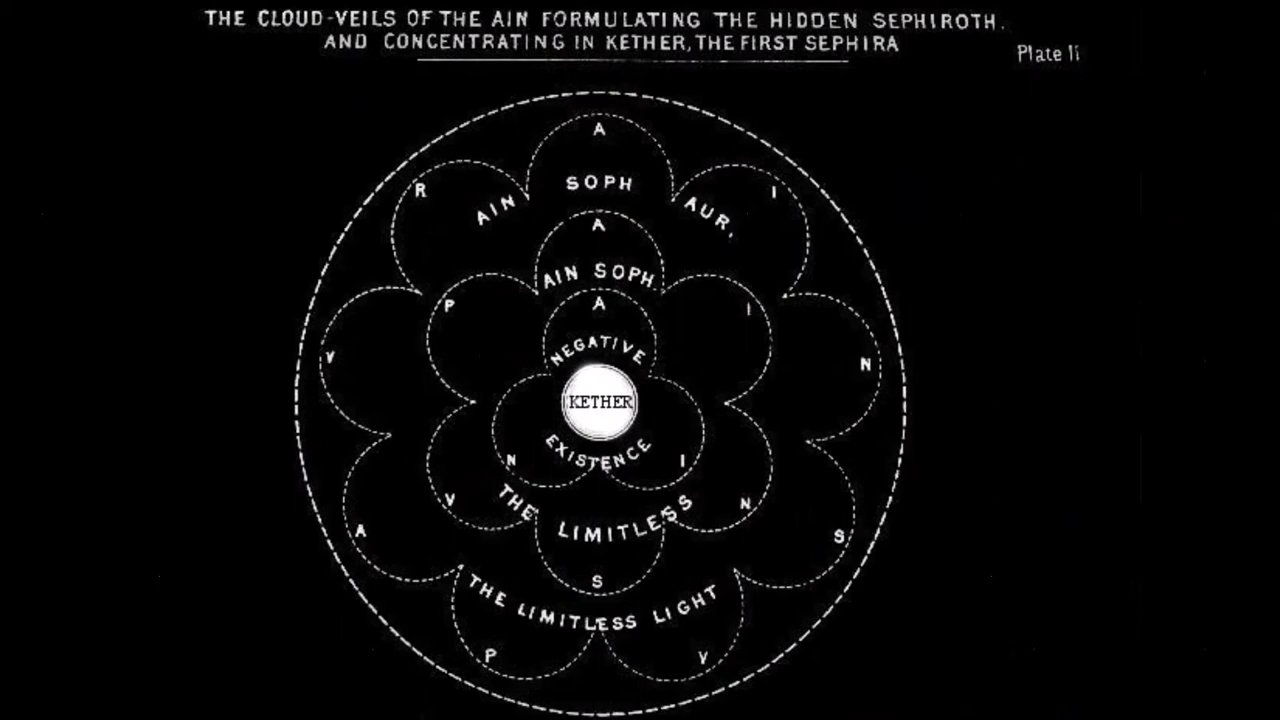 THE CLOUD-VEILS OF THE AIN FORMULATING THE HIDDEN SEPHIROTH.
AND CONCENTRATING IN KETHER, THE FIRST SEPHIRA
Plate II
A
R
I
AIN SOPH AUR,
A
AIN SOPH
P
I
A
V
N
NEGATIVE
KETHER
EXISTENCE
N
I
V
N
THE LIMITLESS
A
S
S
THE LIMITLESS LIGHT
P
V